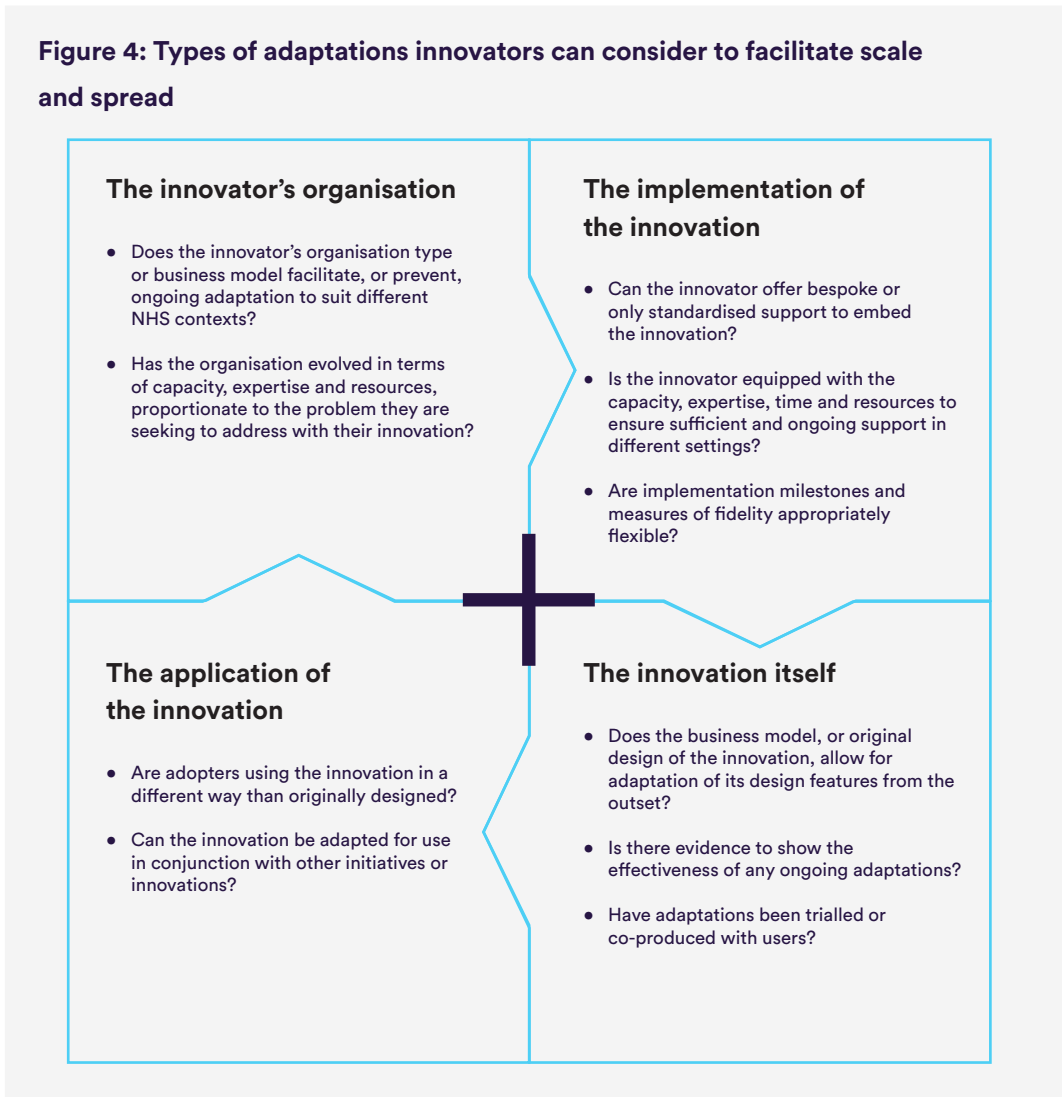 Figure 4: Types of adaptations innovators can consider to facilitate scale
and spread
The innovator’s organisation
• Does the innovator’s organisation type
or business model facilitate, or prevent,
ongoing adaptation to suit different
NHS contexts?
• Has the organisation evolved in terms
of capacity, expertise and resources,
proportionate to the problem they are
seeking to address with their innovation?
The implementation of
the innovation
• Can the innovator offer bespoke or
only standardised support to embed
the innovation?
• Is the innovator equipped with the
capacity, expertise, time and resources to
ensure sufficient and ongoing support in
different settings?
• Are implementation milestones and
measures of fidelity appropriately
flexible?
The application of
the innovation
• Are adopters using the innovation in a
different way than originally designed?
• Can the innovation be adapted for use
in conjunction with other initiatives or
innovations?
The innovation itself
• Does the business model, or original
design of the innovation, allow for
adaptation of its design features from the
outset?
• Is there evidence to show the
effectiveness of any ongoing adaptations?
• Have adaptations been trialled or
co-produced with users?